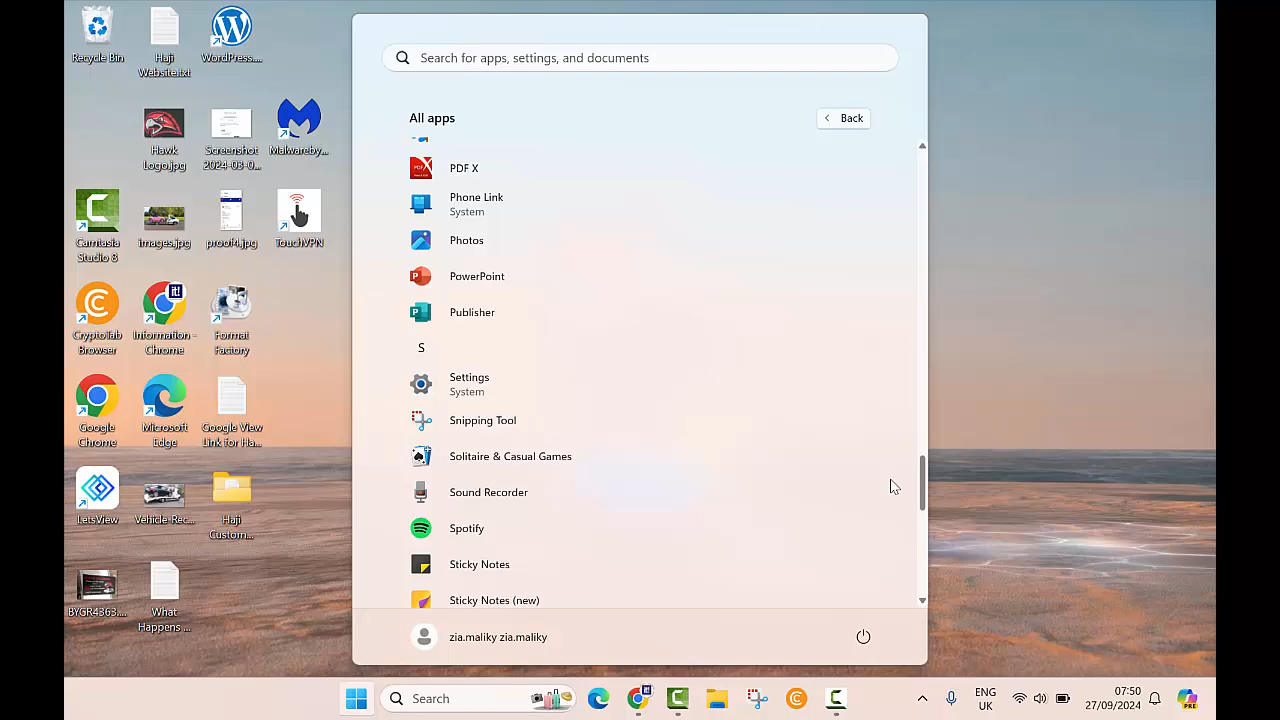 Recycle Bin
Haji
Website.txt
WordPress....
Hawk
Logo.jpg
Screenshot
2024-03-0...
Malwareby...
Camtasia
Studio 8
images.jpg
proof4.jpg
TouchVPN
CryptoTab
Browser
Information -
Chrome
Format
Factory
Google
Chrome
Microsoft
Edge
Google View
Link for Ha...
LetsView
Vehicle Rec...
Haji
Custom...
BYGR4363....
What
Happens ...
Search for apps, settings, and documents
All apps
Back
PDF X
Phone Link
System
Photos
PowerPoint
Publisher
S
Settings
System
Snipping Tool
Solitaire & Casual Games
Sound Recorder
Spotify
Sticky Notes
Sticky Notes (new)
zia.maliky zia.maliky
Search
ENG
UK
07:50
27/09/2024
PRE